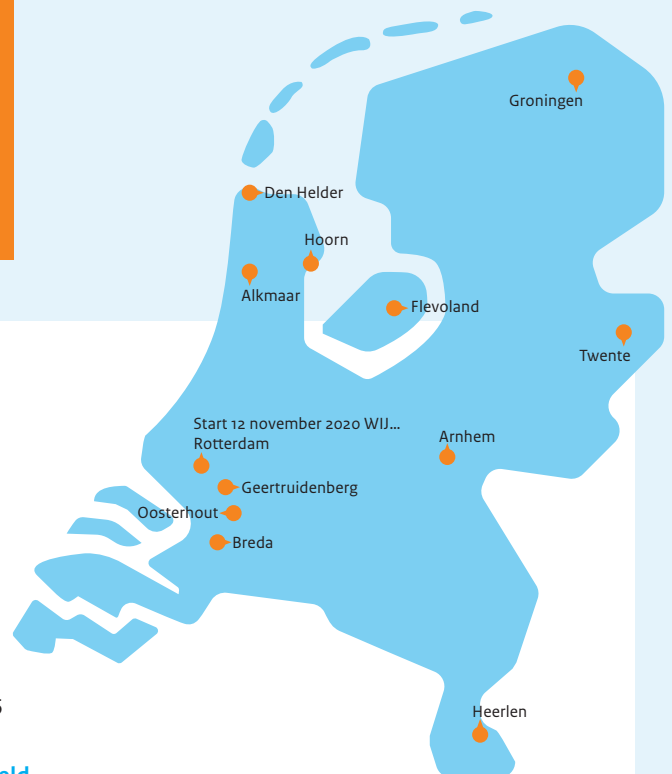 Groningen
Den Helder
Hoorn
Alkmaar
Flevoland
Twente
Start 12 november 2020 WIJ...
Rotterdam
Arnhem
Geertruidenberg
Oosterhout
Breda
Heerlen